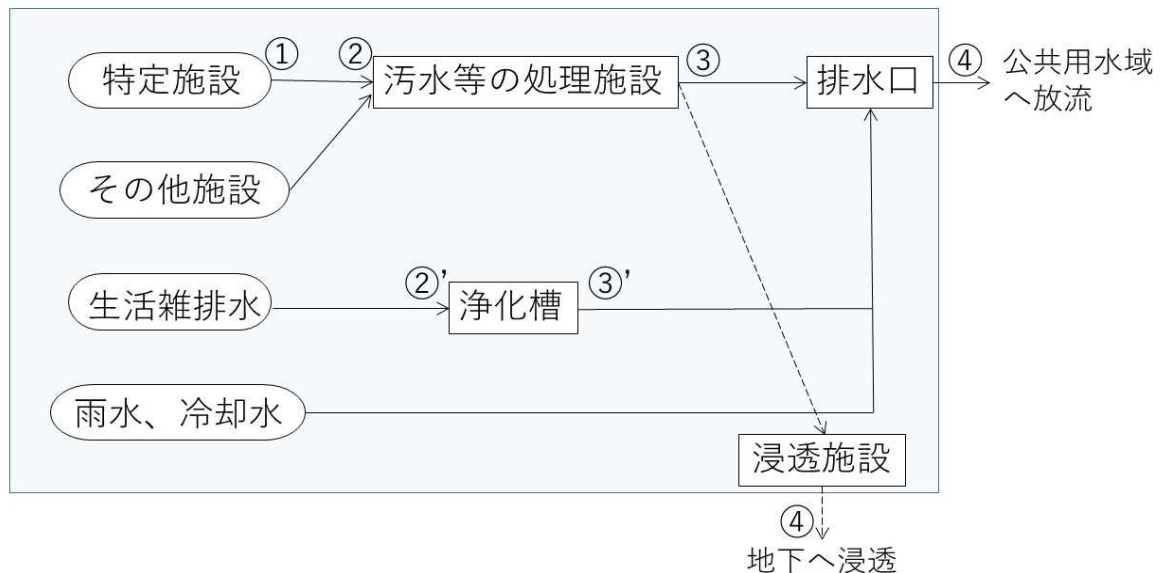 特定施設
①
②
汚水等の処理施設
③
排水口
④
公共用水域
へ放流
その他施設
生活雑排水
②’
浄化槽
③’
雨水、冷却水
浸透施設
④
地下へ浸透